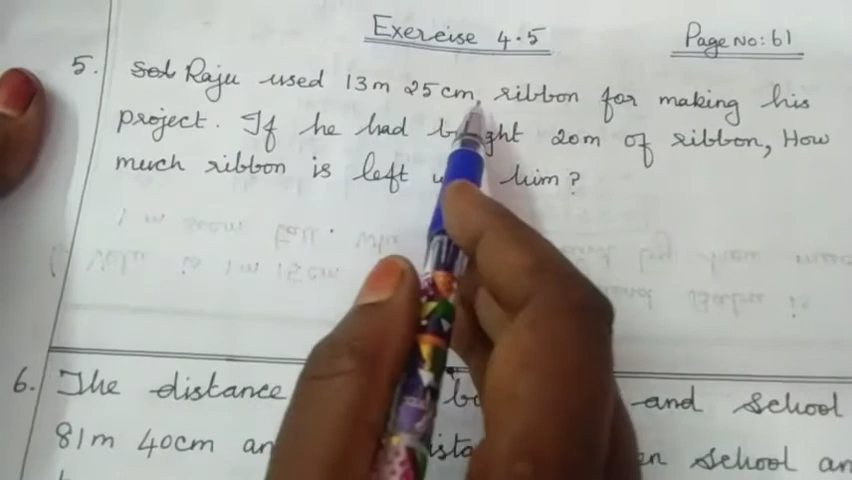 Exercise 4.5
Page No: 61
5. Sol Raju used 13m 25cm ribbon for making his
project. If he had bought 20m of ribbon, How
much ribbon is left him?
6. The distance and school
81m 40cm an en school an